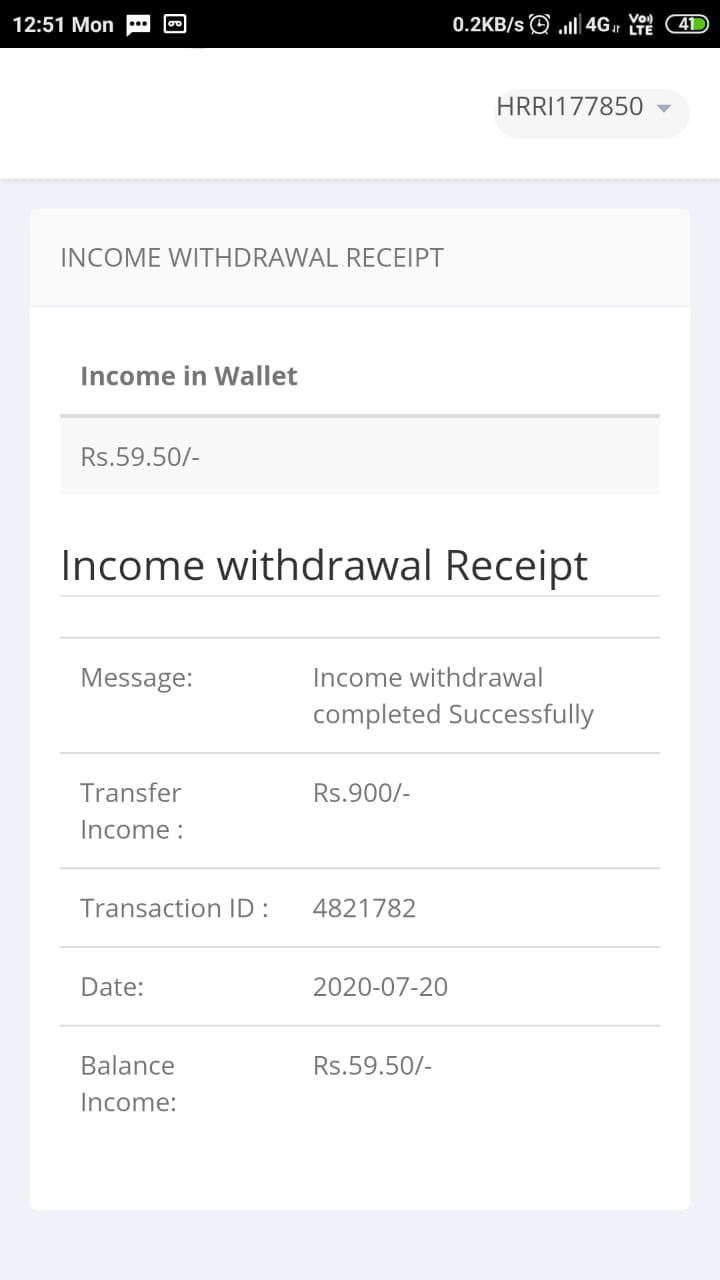 12:51 Mon
0.2KB/s 4G Vo) LTE 41
HRRI177850
INCOME WITHDRAWAL RECEIPT
Income in Wallet
Rs.59.50/-
Income withdrawal Receipt
Message: Income withdrawal
completed Successfully
Transfer Rs.900/-
Income :
Transaction ID : 4821782
Date: 2020-07-20
Balance Rs.59.50/-
Income: